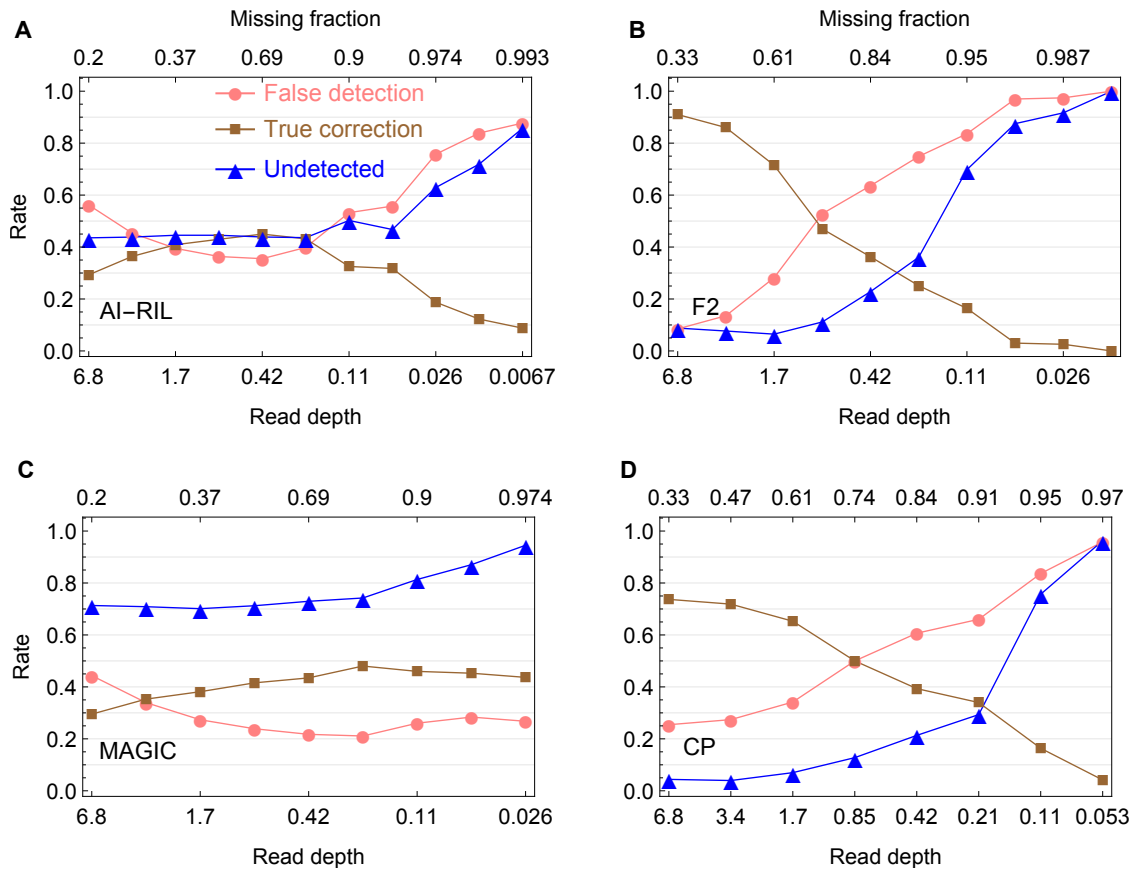 Missing fraction
A
0.2 0.37 0.69 0.9 0.974 0.993
1.0
0.8
0.6
0.4
0.2
0.0
Rate
False detection
True correction
Undetected
AI−RIL
6.8 1.7 0.42 0.11 0.026 0.0067
Read depth
Missing fraction
B
0.33 0.61 0.84 0.95 0.987
1.0
0.8
0.6
0.4
0.2
0.0
F2
6.8 1.7 0.42 0.11 0.026
Read depth
C
0.2 0.37 0.69 0.9 0.974
1.0
0.8
0.6
0.4
0.2
0.0
Rate
MAGIC
6.8 1.7 0.42 0.11 0.026
Read depth
D
0.33 0.47 0.61 0.74 0.84 0.91 0.95 0.97
1.0
0.8
0.6
0.4
0.2
0.0
CP
6.8 3.4 1.7 0.85 0.42 0.21 0.11 0.053
Read depth